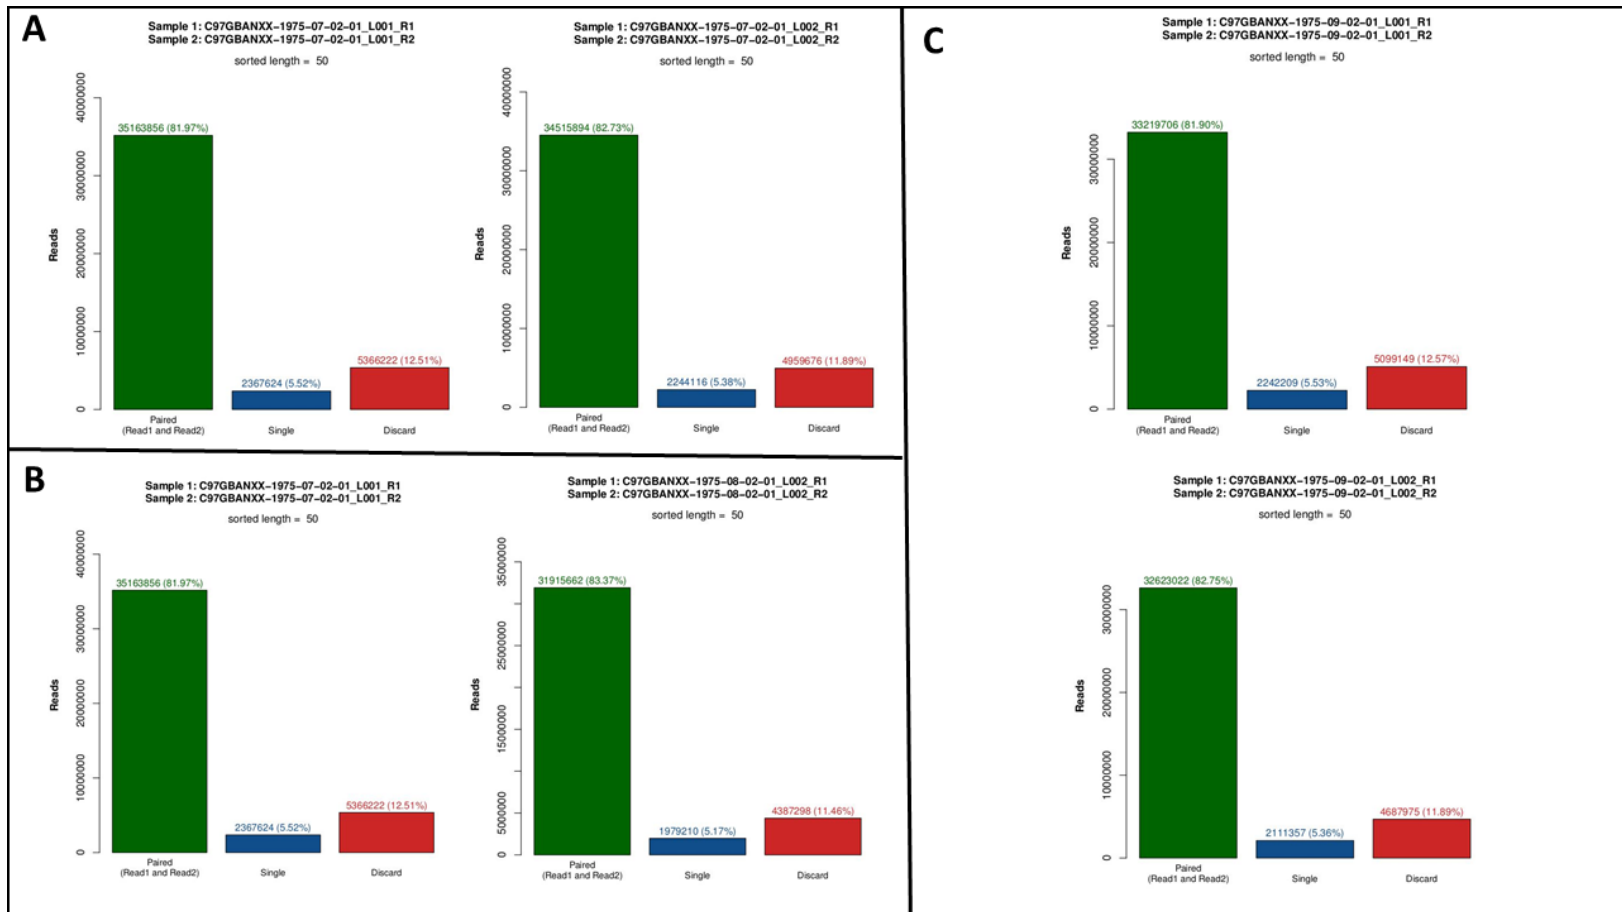 A
Sample 1: C97GBANXX−1975−07−02−01_L001_R1
Sample 2: C97GBANXX−1975−07−02−01_L001_R2
sorted length = 50
40000000
30000000
20000000
10000000
0
Reads
35163856 (81.97%)
2367624 (5.52%)
5366222 (12.51%)
Paired
(Read1 and Read2)
Single
Discard
Sample 1: C97GBANXX−1975−07−02−01_L002_R1
Sample 2: C97GBANXX−1975−07−02−01_L002_R2
sorted length = 50
40000000
30000000
20000000
10000000
0
Reads
34515894 (82.73%)
2244116 (5.38%)
4959676 (11.89%)
Paired
(Read1 and Read2)
Single
Discard
B
Sample 1: C97GBANXX−1975−07−02−01_L001_R1
Sample 2: C97GBANXX−1975−07−02−01_L001_R2
sorted length = 50
40000000
30000000
20000000
10000000
0
Reads
35163856 (81.97%)
2367624 (5.52%)
5366222 (12.51%)
Paired
(Read1 and Read2)
Single
Discard
Sample 1: C97GBANXX−1975−08−02−01_L002_R1
Sample 2: C97GBANXX−1975−08−02−01_L002_R2
sorted length = 50
35000000
25000000
15000000
5000000
0
Reads
31915662 (83.37%)
1979210 (5.17%)
4387298 (11.46%)
Paired
(Read1 and Read2)
Single
Discard
C
Sample 1: C97GBANXX−1975−09−02−01_L001_R1
Sample 2: C97GBANXX−1975−09−02−01_L001_R2
sorted length = 50
30000000
20000000
10000000
0
Reads
33219706 (81.90%)
2242209 (5.53%)
5099149 (12.57%)
Paired
(Read1 and Read2)
Single
Discard
Sample 1: C97GBANXX−1975−09−02−01_L002_R1
Sample 2: C97GBANXX−1975−09−02−01_L002_R2
sorted length = 50
30000000
20000000
10000000
0
Reads
32623022 (82.75%)
2111357 (5.36%)
4687975 (11.89%)
Paired
(Read1 and Read2)
Single
Discard